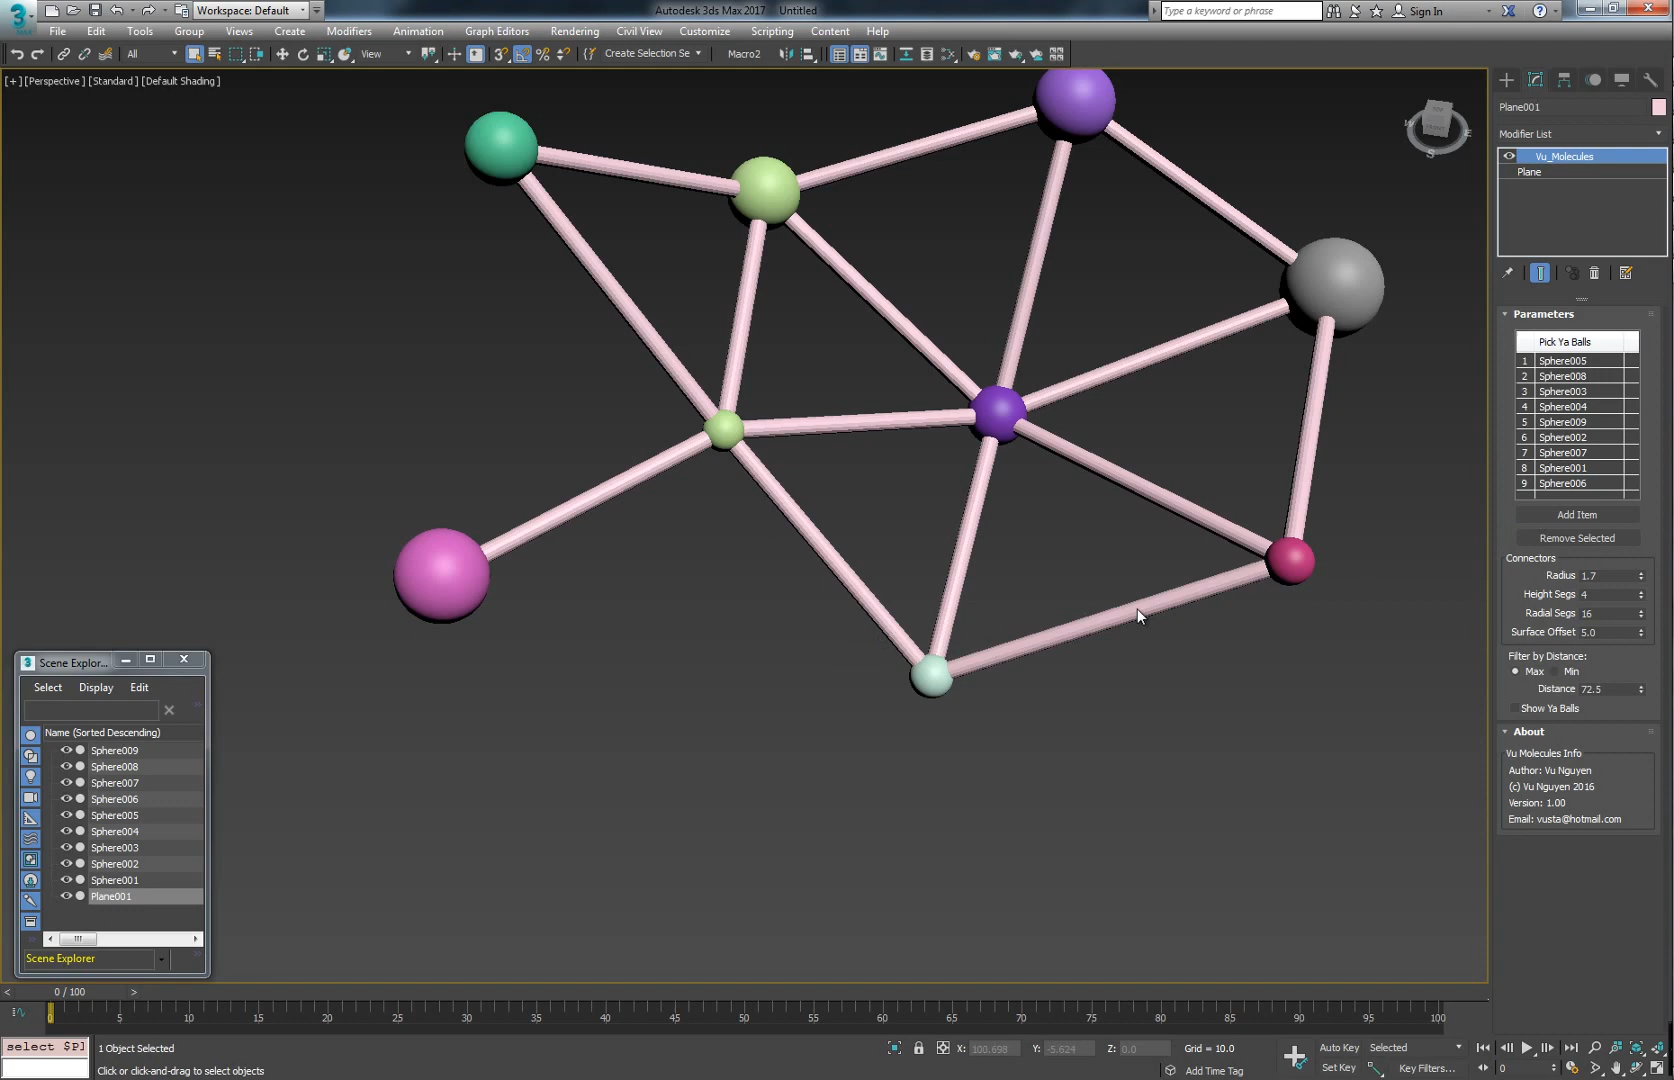 Workspace: Default
Autodesk 3ds Max 2017 Untitled
Type a keyword or phrase
Sign In
File Edit Tools Group Views Create Modifiers Animation Graph Editors Rendering Civil View Customize Scripting Content Help
All View Create Selection Se Macro2
[+] [Perspective] [Standard] [Default Shading]
Plane001
Modifier List
Vu_Molecules
Plane
Parameters
Pick Ya Balls
1 Sphere005
2 Sphere008
3 Sphere003
4 Sphere004
5 Sphere009
6 Sphere002
7 Sphere007
8 Sphere001
9 Sphere006
Add Item
Remove Selected
Connectors
Radius 1.7
Height Segs 4
Radial Segs 16
Surface Offset 5.0
Filter by Distance:
Max Min
Distance 72.5
Show Ya Balls
About
Vu Molecules Info
Author: Vu Nguyen
(c) Vu Nguyen 2016
Version: 1.00
Email: vusta@hotmail.com
Scene Explor...
Select Display Edit
Name (Sorted Descending)
Sphere009
Sphere008
Sphere007
Sphere006
Sphere005
Sphere004
Sphere003
Sphere002
Sphere001
Plane001
Scene Explorer
< 0 / 100 >
0 5 10 15 20 25 30 35 40 45 50 55 60 65 70 75 80 85 90 95 100
select $Pl
1 Object Selected
X: 100.698 Y: -5.624 Z: 0.0 Grid = 10.0
Auto Key Selected
Click or click-and-drag to select objects
Add Time Tag
Set Key Key Filters... 0